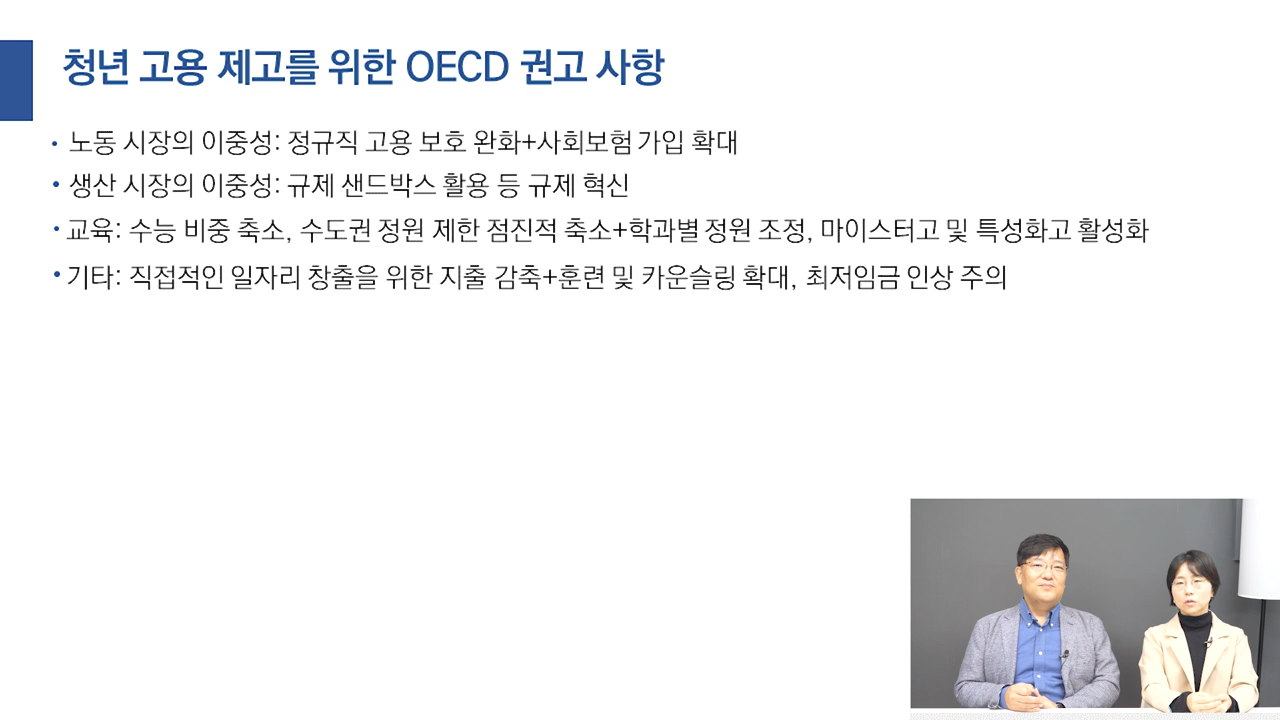 청년 고용 제고를 위한 OECD 권고 사항
• 노동 시장의 이중성: 정규직 고용 보호 완화+사회보험 가입 확대
• 생산 시장의 이중성: 규제 샌드박스 활용 등 규제 혁신
• 교육: 수능 비중 축소, 수도권 정원 제한 점진적 축소+학과별 정원 조정, 마이스터고 및 특성화고 활성화
• 기타: 직접적인 일자리 창출을 위한 지출 감축+훈련 및 카운슬링 확대, 최저임금 인상 주의